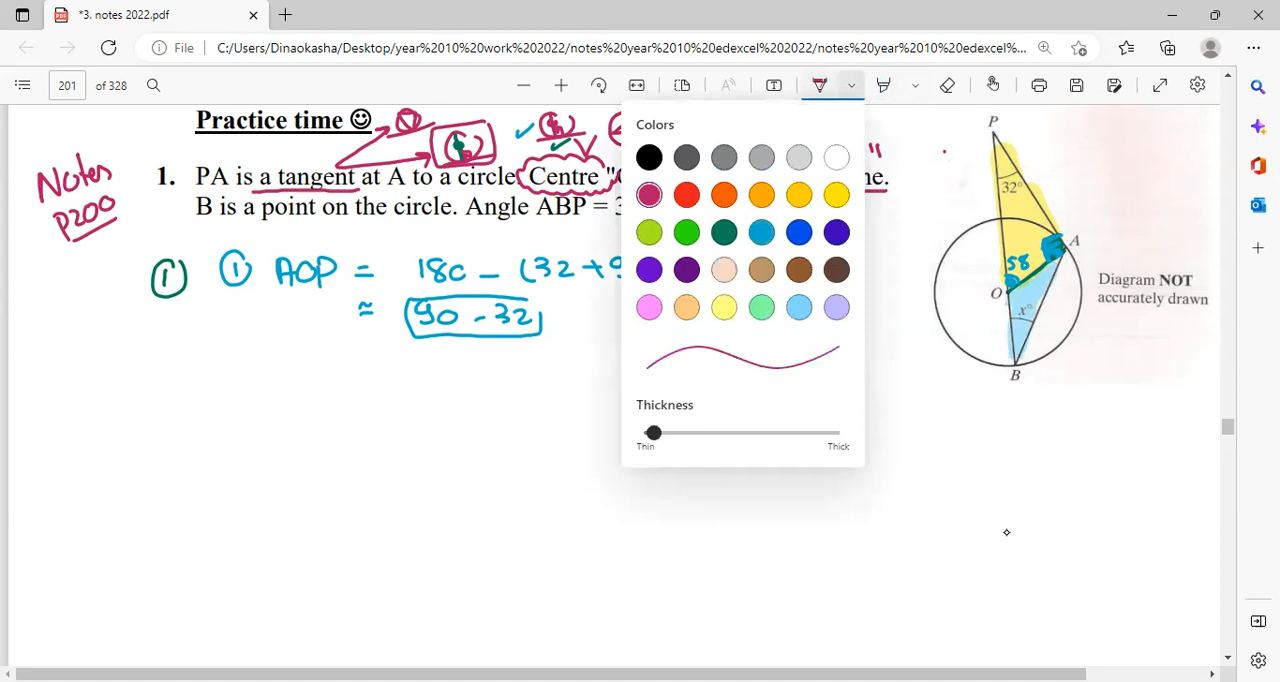 *3. notes 2022.pdf
File
C:/Users/Dinaokasha/Desktop/year%2010%20work%202022/notes%20year%2010%20edexcel%202022/notes%20year%2010%20edexcel%202022/not...
201 of 328
Practice time ☺
Notes
P200
1. PA is a tangent at A to a circle Centre "
B is a point on the circle. Angle ABP =
① ① AOP = 180 - (32 +
= 90 - 32
Colors
Thickness
Thin
Thick
P
32°
A
58
O
x°
B
Diagram NOT
accurately drawn